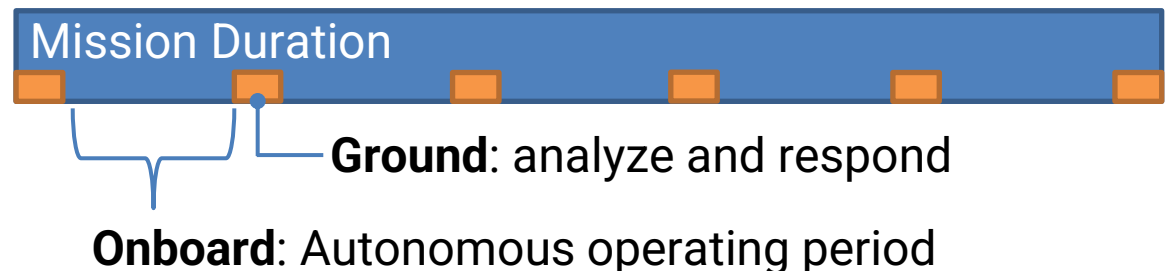 Mission Duration
Ground: analyze and respond
Onboard: Autonomous operating period